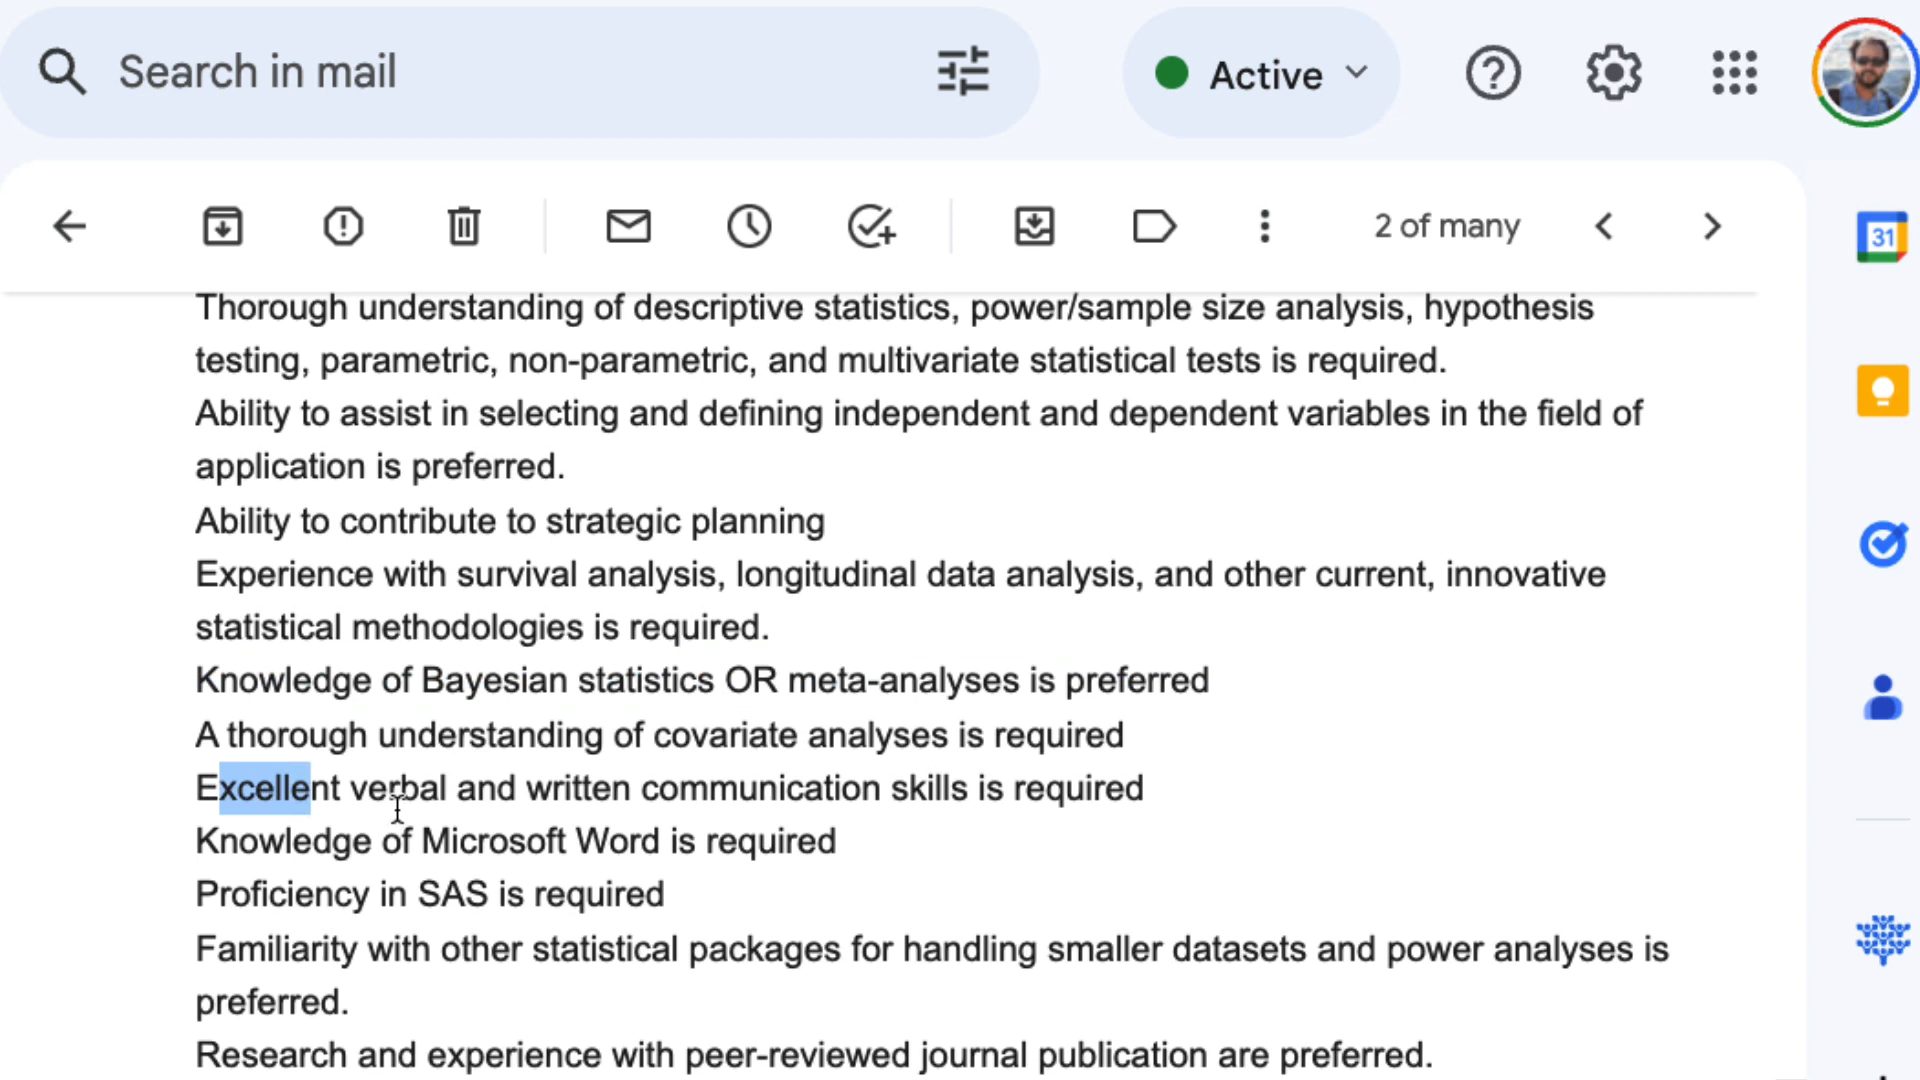 Search in mail
Active
2 of many
31
Thorough understanding of descriptive statistics, power/sample size analysis, hypothesis
testing, parametric, non-parametric, and multivariate statistical tests is required.
Ability to assist in selecting and defining independent and dependent variables in the field of
application is preferred.
Ability to contribute to strategic planning
Experience with survival analysis, longitudinal data analysis, and other current, innovative
statistical methodologies is required.
Knowledge of Bayesian statistics OR meta-analyses is preferred
A thorough understanding of covariate analyses is required
Excellent verbal and written communication skills is required
Knowledge of Microsoft Word is required
Proficiency in SAS is required
Familiarity with other statistical packages for handling smaller datasets and power analyses is
preferred.
Research and experience with peer-reviewed journal publication are preferred.